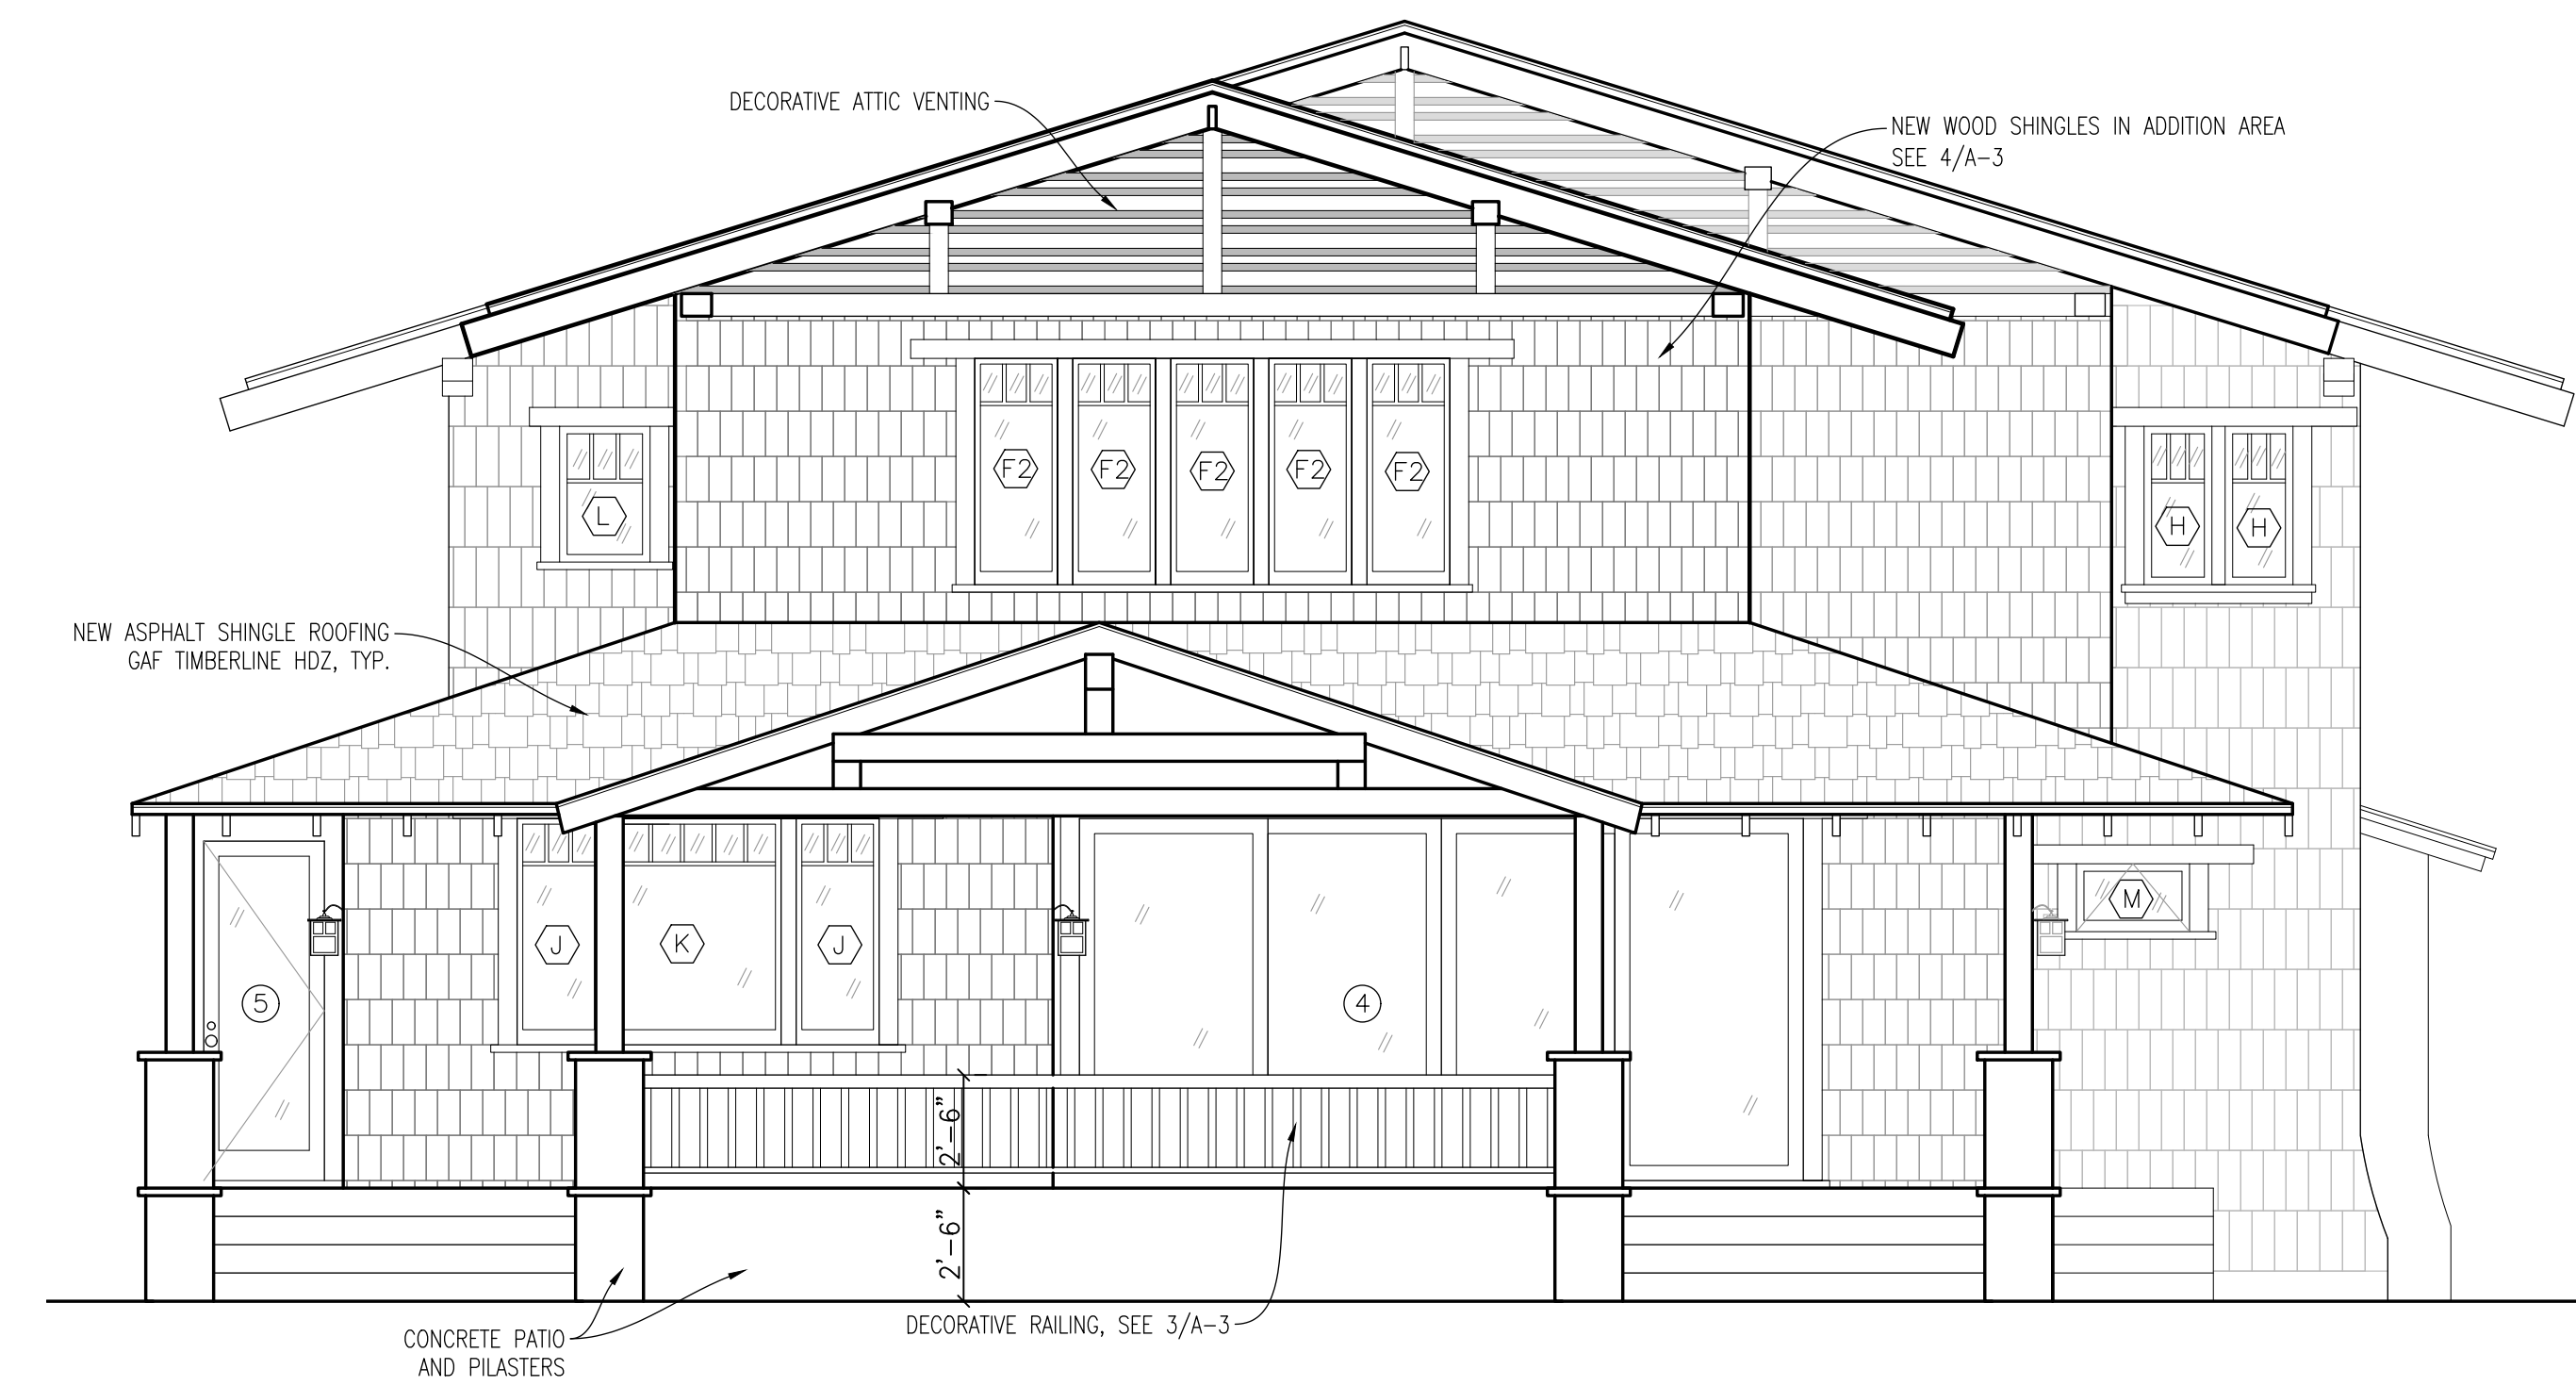 DECORATIVE ATTIC VENTING
NEW WOOD SHINGLES IN ADDITION AREA
SEE 4/A-3
F2
F2
F2
F2
F2
L
H
H
NEW ASPHALT SHINGLE ROOFING
GAF TIMBERLINE HDZ, TYP.
M
J
K
J
5
4
2'-6"
2'-6"
DECORATIVE RAILING, SEE 3/A-3
CONCRETE PATIO
AND PILASTERS